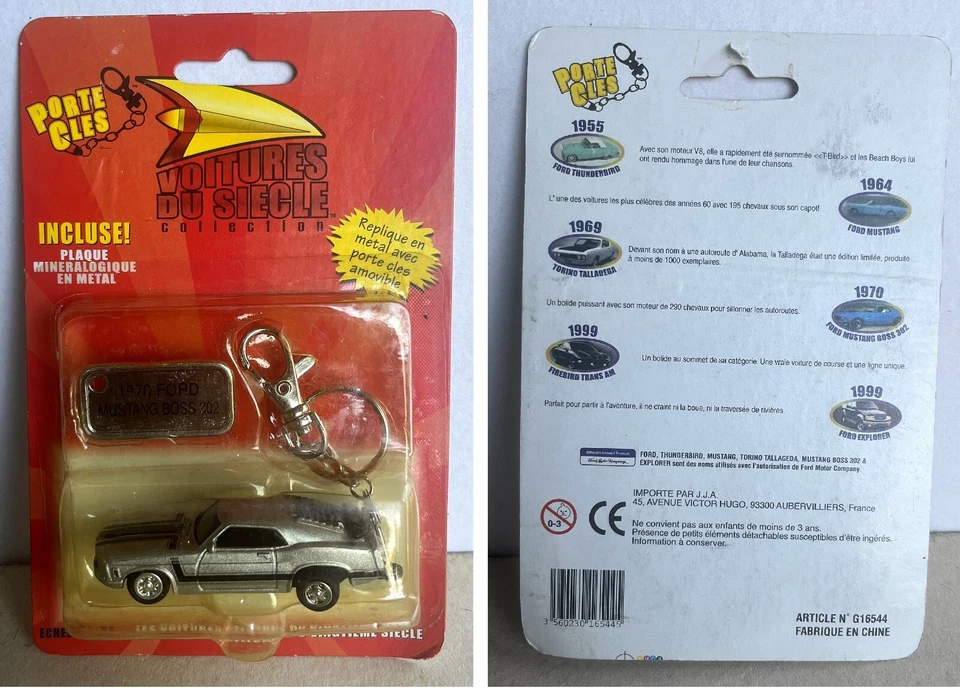 PORTE
CLES
VOITURES
DU SIECLE
TM
collection
INCLUSE!
PLAQUE
MINERALOGIQUE
EN METAL
Replique en
metal avec
porte cles
amovible
1970 FORD
MUSTANG BOSS 302
SIECLE
PORTE
CLES
1955
FORD THUNDERBIRD
Avec son moteur V8, elle a rapidement été surnommée <<T-Bird>> et les Beach Boys lui
ont rendu hommage dans l'une de leur chansons.
1964
FORD MUSTANG
L'une des voitures les plus célèbres des années 60 avec 195 chevaux sous son capot!
1969
TORINO TALLADEGA
Devant son nom à une autoroute d' Alabama, la Talladega était une édition limitée, produite
à moins de 1000 exemplaires.
1970
FORD MUSTANG BOSS 302
Un bolide puissant avec son moteur de 290 chevaux pour sillonner les autoroutes.
1999
FIREBIRD TRANS AM
Un bolide au sommet de sa catégorie. Une vraie voiture de course et une ligne unique.
1999
FORD EXPLORER
Parfait pour partir à l'aventure, il ne craint ni la boue, ni la traversée de rivières.
FORD, THUNDERBIRD, MUSTANG, TORINO TALLAGEDA, MUSTANG BOSS 302 &
EXPLORER sont des noms utilisés avec l'autorisation de Ford Motor Company.
IMPORTE PAR J.J.A.
45, AVENUE VICTOR HUGO, 93300 AUBERVILLIERS, France
0-3
CE
Ne convient pas aux enfants de moins de 3 ans.
Présence de petits éléments détachables susceptibles d'être ingérés.
Information à conserver.
3 560230 165445
ARTICLE N° G16544
FABRIQUE EN CHINE